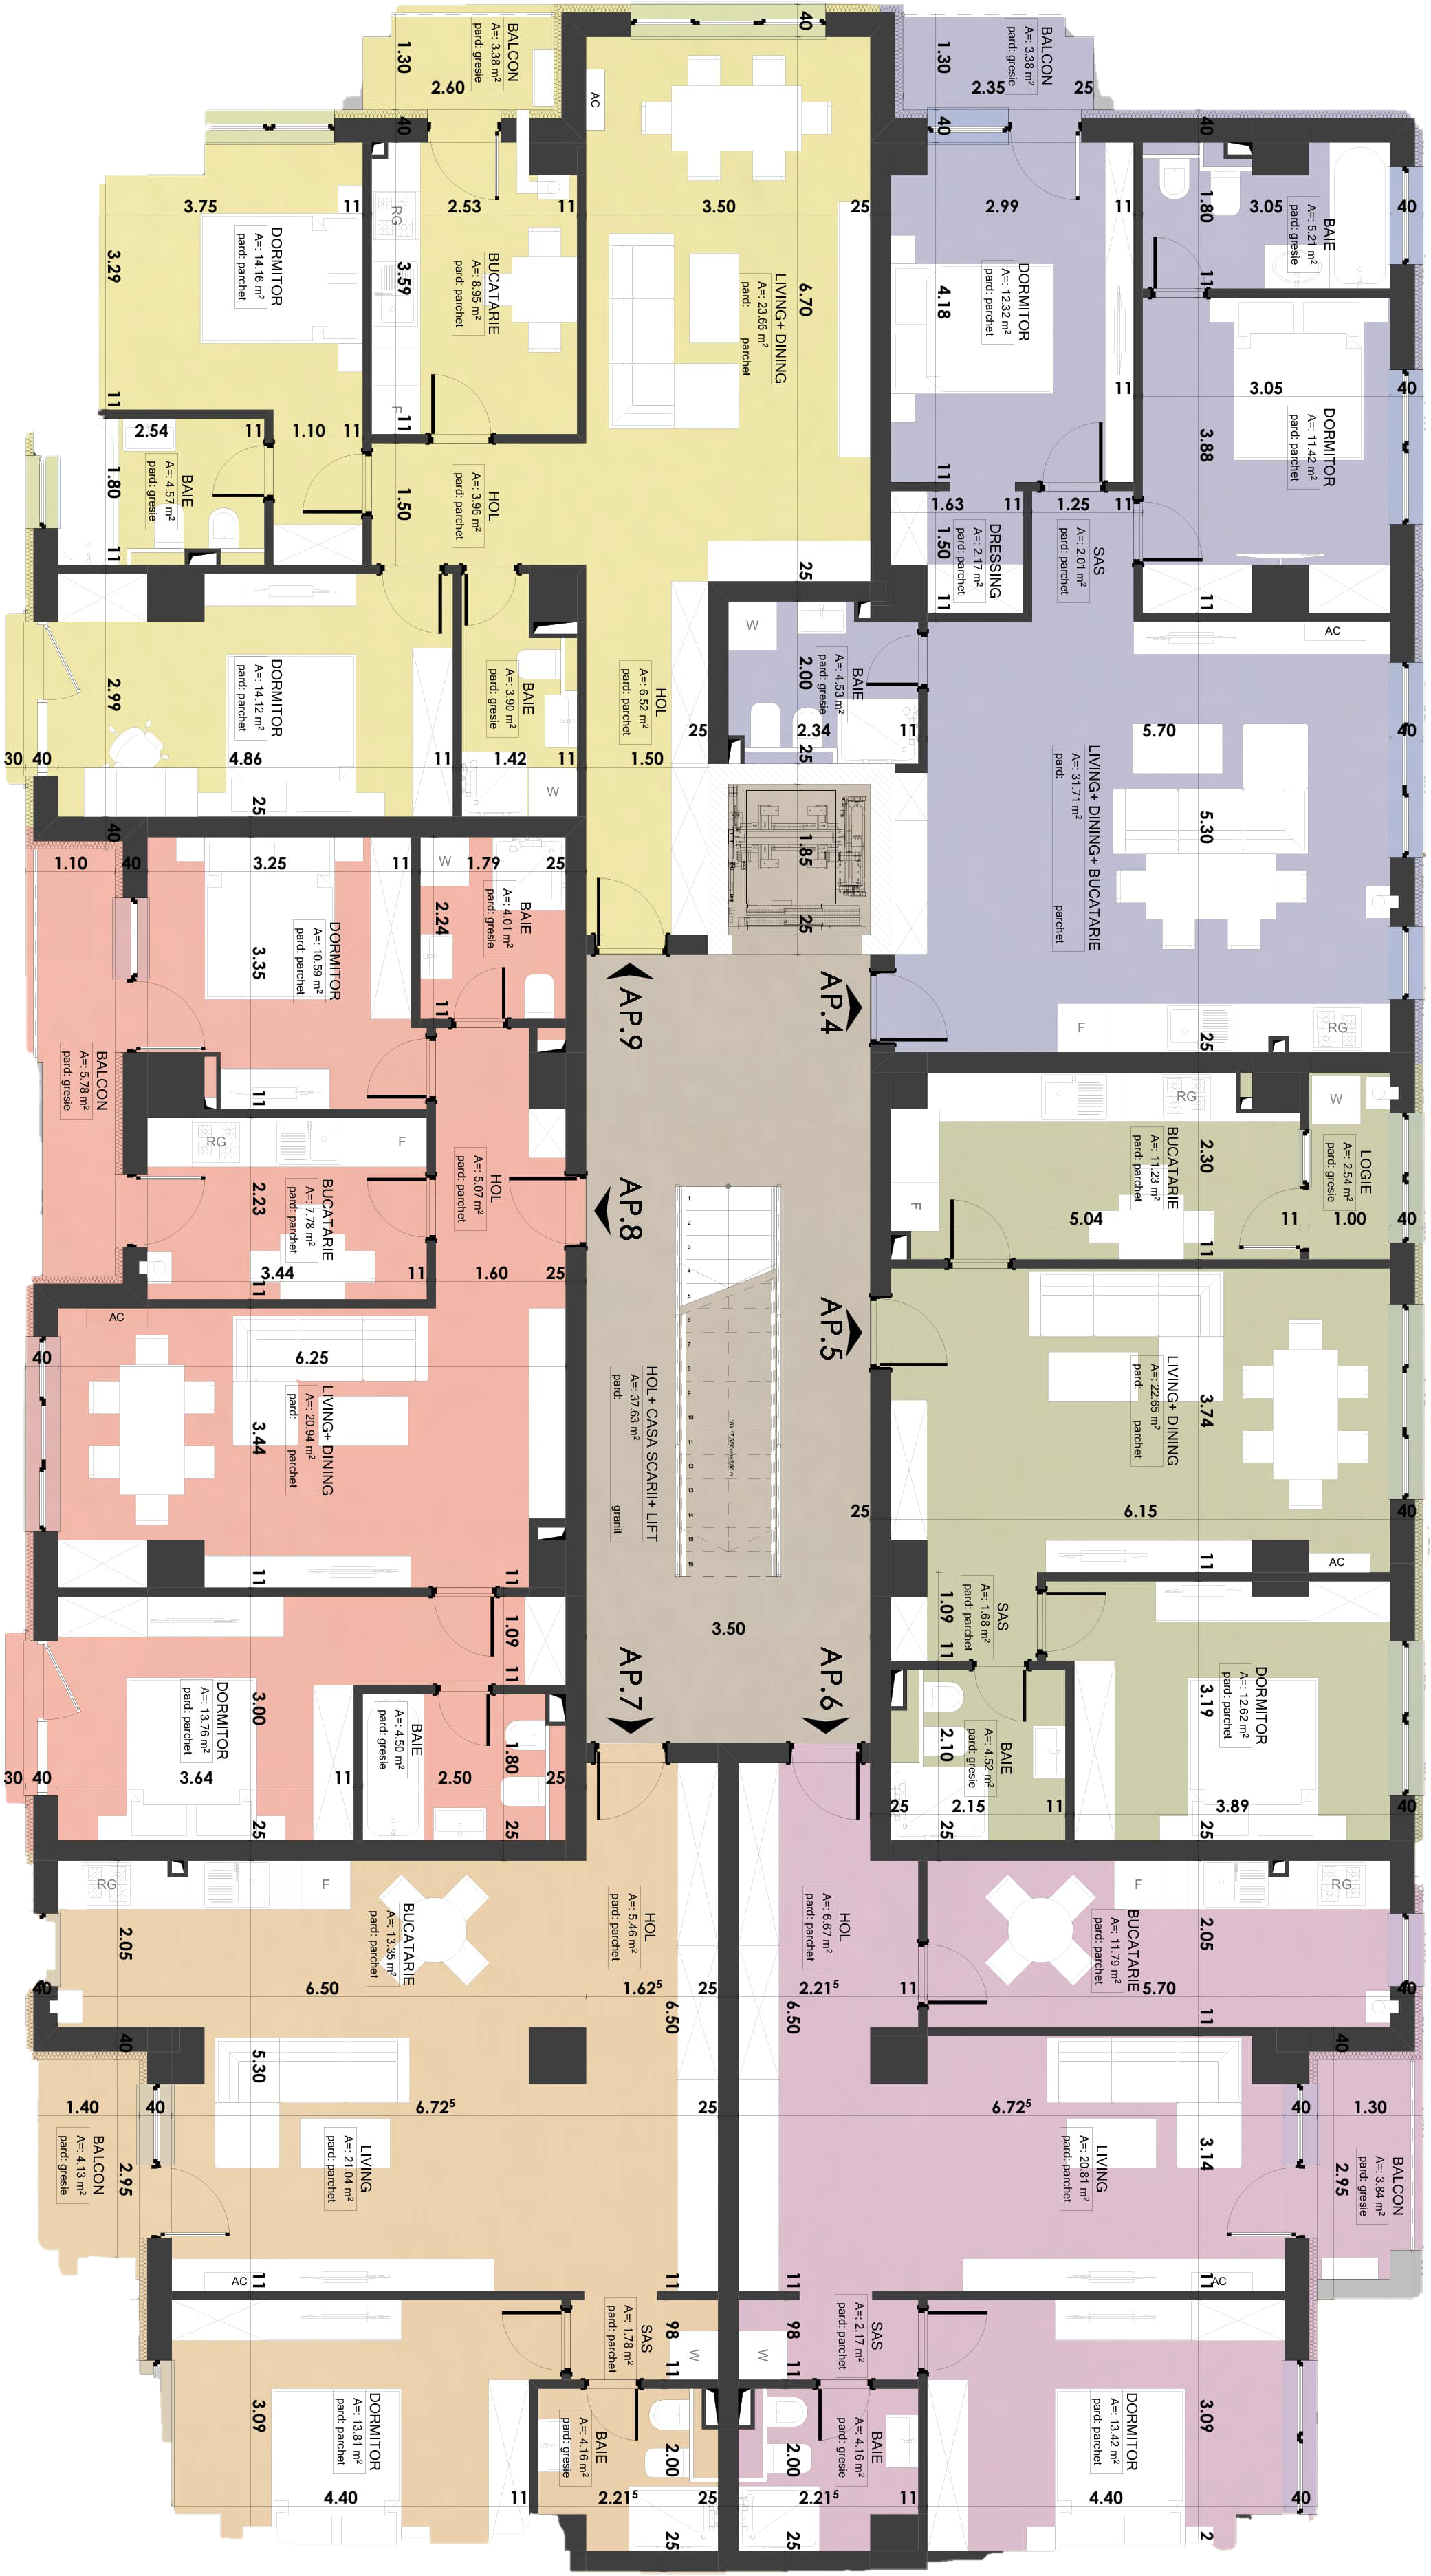 BALCON
A=: 3.38 m²
pard: gresie
1.30
2.60
40
AC
LIVING+ DINING
A=: 23.66 m²
pard: parchet
6.70
3.50
25
40
BALCON
A=: 3.38 m²
pard: gresie
1.30
2.35
25
40
40
DORMITOR
A=: 14.16 m²
pard: parchet
3.75
11
3.29
11
BUCATARIE
A=: 8.95 m²
pard: parchet
RG
F
2.53
11
3.59
11
DORMITOR
A=: 12.32 m²
pard: parchet
2.99
11
4.18
11
11
BAIE
A=: 5.21 m²
pard: gresie
1.80
3.05
40
11
DORMITOR
A=: 11.42 m²
pard: parchet
3.05
40
3.88
11
BAIE
A=: 4.57 m²
pard: gresie
2.54
11
1.10
11
1.80
11
HOL
A=: 3.96 m²
pard: parchet
1.50
DRESSING
A=: 2.17 m²
pard: parchet
1.63
11
1.50
11
SAS
A=: 2.01 m²
pard: parchet
1.25
11
DORMITOR
A=: 14.12 m²
pard: parchet
2.99
30
40
4.86
11
25
BAIE
A=: 3.90 m²
pard: gresie
1.42
11
W
HOL
A=: 6.52 m²
pard: parchet
1.50
25
25
BAIE
A=: 4.53 m²
pard: gresie
W
2.00
2.34
11
25
LIVING+ DINING+ BUCATARIE
A=: 31.71 m²
pard: parchet
AC
5.70
40
5.30
F
RG
25
1.85
25
AP.9
AP.4
DORMITOR
A=: 10.59 m²
pard: parchet
40
1.10
40
3.25
11
3.35
11
BAIE
A=: 4.01 m²
pard: gresie
W
1.79
25
2.24
11
BALCON
A=: 5.78 m²
pard: gresie
BUCATARIE
A=: 7.78 m²
pard: parchet
RG
F
2.23
3.44
11
11
HOL
A=: 5.07 m²
pard: parchet
1.60
25
AP.8
AP.5
BUCATARIE
A=: 11.23 m²
pard: parchet
RG
F
2.30
5.04
11
11
LOGIE
A=: 2.54 m²
pard: gresie
W
1.00
40
LIVING+ DINING
A=: 20.94 m²
pard: parchet
AC
40
6.25
3.44
11
11
HOL+ CASA SCARII+ LIFT
A=: 37.63 m²
pard: granit
1
2
3
4
5
6
7
8
9
10
11
12
13
14
15
16
3.50
25
LIVING+ DINING
A=: 22.65 m²
pard: parchet
3.74
6.15
40
11
AC
SAS
A=: 1.68 m²
pard: parchet
1.09
11
DORMITOR
A=: 13.76 m²
pard: parchet
3.00
30
40
3.64
11
25
1.09
11
BAIE
A=: 4.50 m²
pard: gresie
1.80
2.50
25
25
AP.7
AP.6
BAIE
A=: 4.52 m²
pard: gresie
2.10
25
2.15
11
25
DORMITOR
A=: 12.62 m²
pard: parchet
3.19
3.89
40
25
BUCATARIE
A=: 13.35 m²
pard: parchet
RG
F
2.05
40
6.50
40
HOL
A=: 5.46 m²
pard: parchet
1.62⁵
25
6.50
HOL
A=: 6.67 m²
pard: parchet
2.21⁵
11
6.50
BUCATARIE
A=: 11.79 m²
pard: parchet
F
RG
2.05
5.70
40
11
40
BALCON
A=: 4.13 m²
pard: gresie
1.40
40
2.95
LIVING
A=: 21.04 m²
pard: parchet
5.30
6.72⁵
25
AC
11
11
LIVING
A=: 20.81 m²
pard: parchet
6.72⁵
40
3.14
AC
11
11
BALCON
A=: 3.84 m²
pard: gresie
1.30
2.95
SAS
A=: 1.78 m²
pard: parchet
98
11
W
SAS
A=: 2.17 m²
pard: parchet
98
11
W
DORMITOR
A=: 13.81 m²
pard: parchet
3.09
4.40
11
BAIE
A=: 4.16 m²
pard: gresie
2.00
2.21⁵
25
25
BAIE
A=: 4.16 m²
pard: gresie
2.00
2.21⁵
11
25
DORMITOR
A=: 13.42 m²
pard: parchet
3.09
4.40
40
2